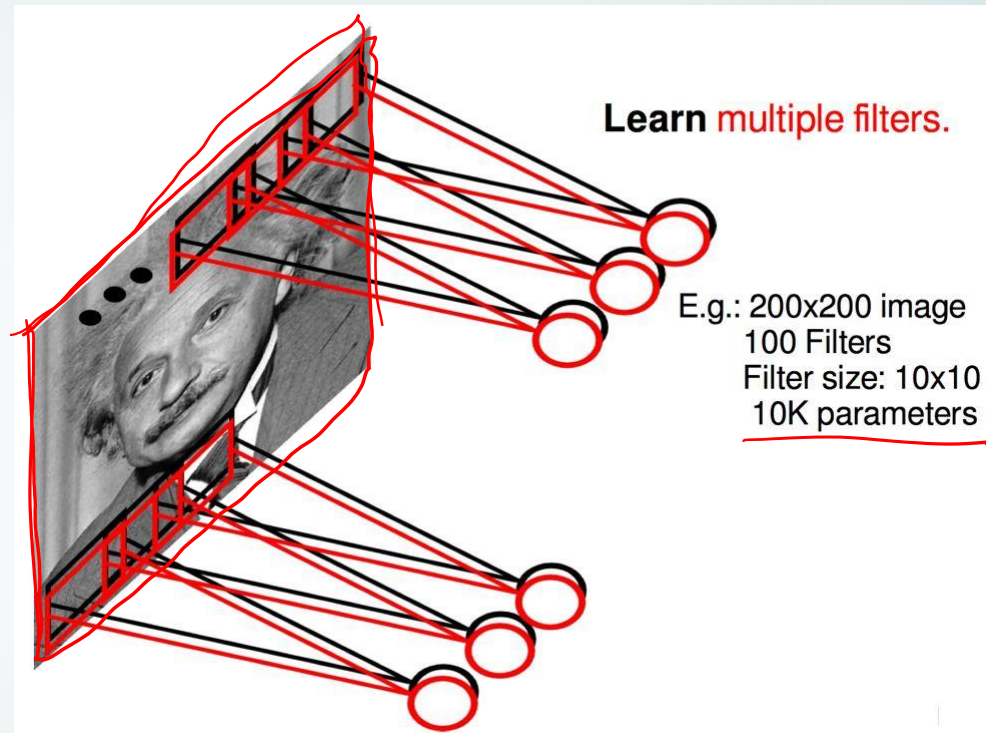 Learn multiple filters.
E.g.: 200x200 image
100 Filters
Filter size: 10x10
10K parameters